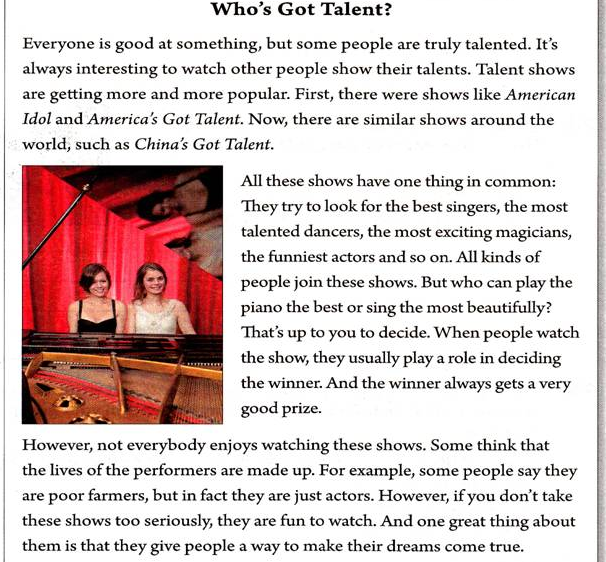 Who's Got Talent?
Everyone is good at something, but some people are truly talented. It's
always interesting to watch other people show their talents. Talent shows
are getting more and more popular. First, there were shows like American
Idol and America's Got Talent. Now, there are similar shows around the
world, such as China's Got Talent.
All these shows have one thing in common:
They try to look for the best singers, the most
talented dancers, the most exciting magicians,
the funniest actors and so on. All kinds of
people join these shows. But who can play the
piano the best or sing the most beautifully?
That's up to you to decide. When people watch
the show, they usually play a role in deciding
the winner. And the winner always gets a very
good prize.
However, not everybody enjoys watching these shows. Some think that
the lives of the performers are made up. For example, some people say they
are poor farmers, but in fact they are just actors. However, if you don't take
these shows too seriously, they are fun to watch. And one great thing about
them is that they give people a way to make their dreams come true.